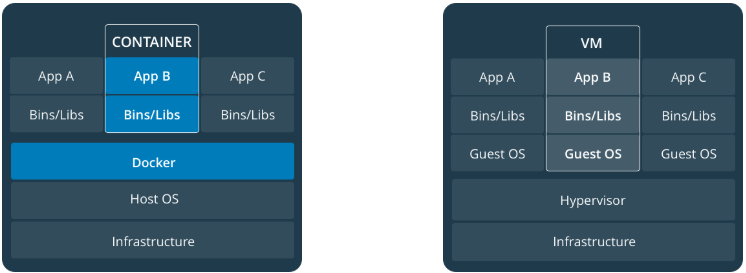 CONTAINER
App A App B App C
Bins/Libs Bins/Libs Bins/Libs
Docker
Host OS
Infrastructure
VM
App A App B App C
Bins/Libs Bins/Libs Bins/Libs
Guest OS Guest OS Guest OS
Hypervisor
Infrastructure